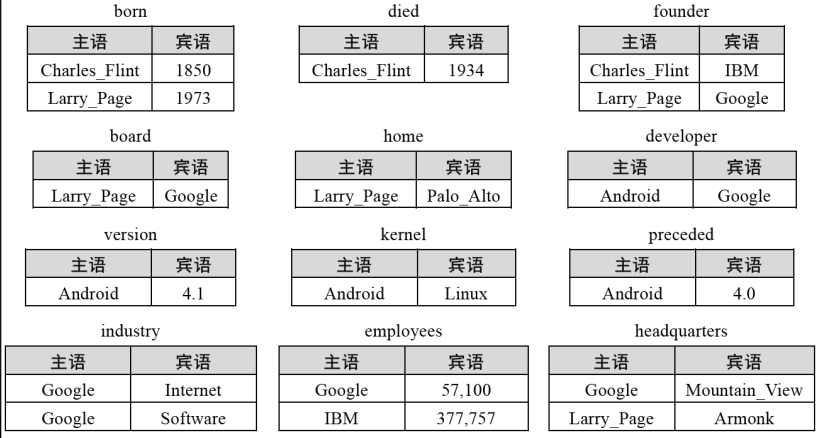 born died founder
主语 宾语 主语 宾语 主语 宾语
Charles_Flint 1850 Charles_Flint 1934 Charles_Flint IBM
Larry_Page 1973 Larry_Page Google
board home developer
主语 宾语 主语 宾语 主语 宾语
Larry_Page Google Larry_Page Palo_Alto Android Google
version kernel preceded
主语 宾语 主语 宾语 主语 宾语
Android 4.1 Android Linux Android 4.0
industry employees headquarters
主语 宾语 主语 宾语 主语 宾语
Google Internet Google 57,100 Google Mountain_View
Google Software IBM 377,757 Larry_Page Armonk